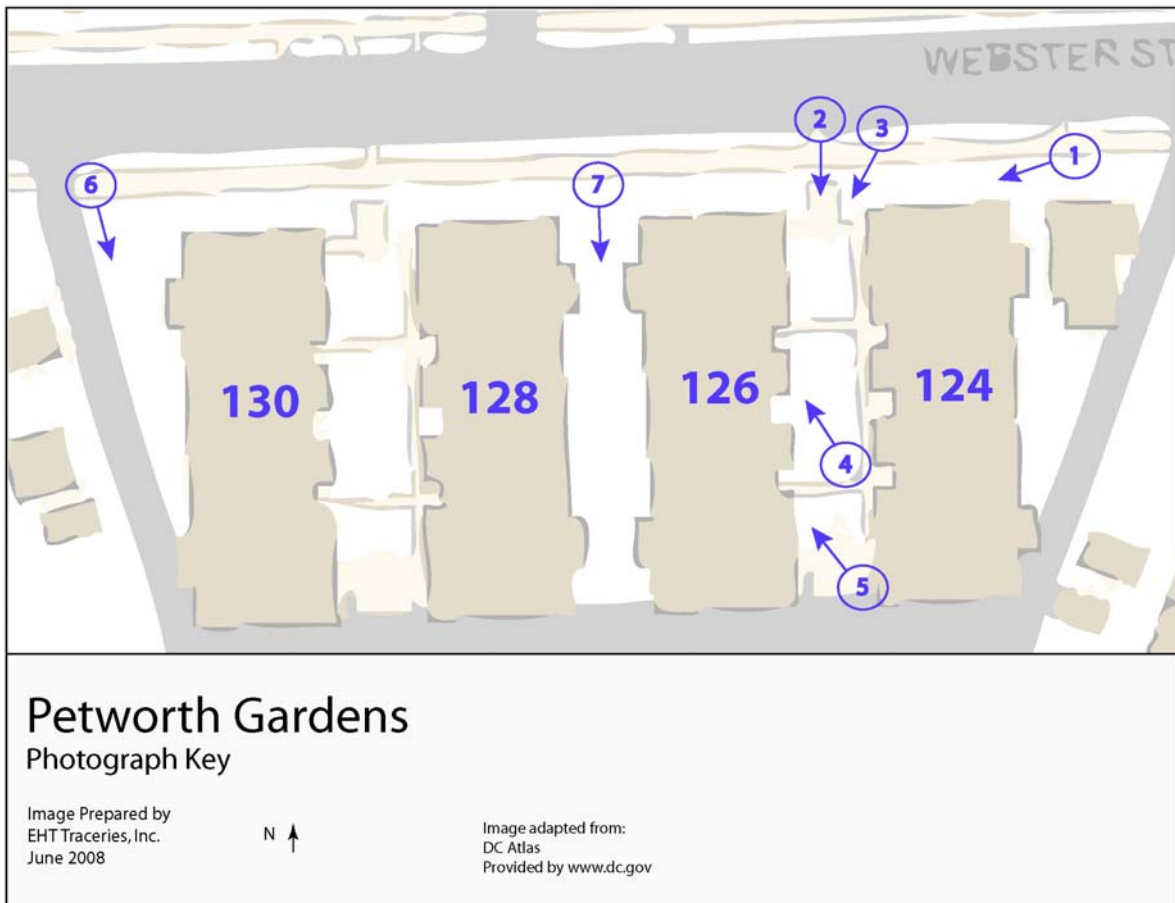 WEBSTER ST
2
3
1
6
7
130
128
126
124
4
5
Petworth Gardens
Photograph Key
Image Prepared by
EHT Traceries, Inc.
June 2008
N
Image adapted from:
DC Atlas
Provided by www.dc.gov